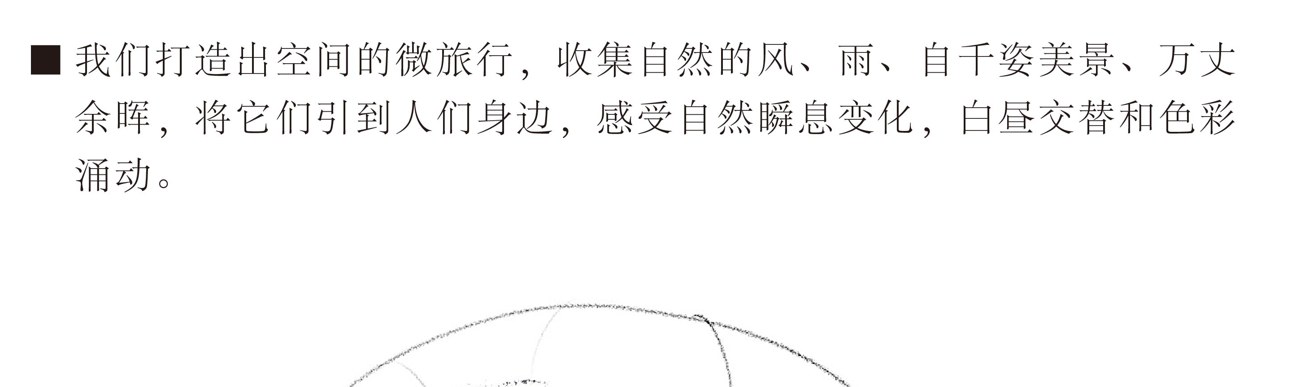 ■ 我们打造出空间的微旅行，收集自然的风、雨、自千姿美景、万丈
余晖，将它们引到人们身边，感受自然瞬息变化，白昼交替和色彩
涌动。